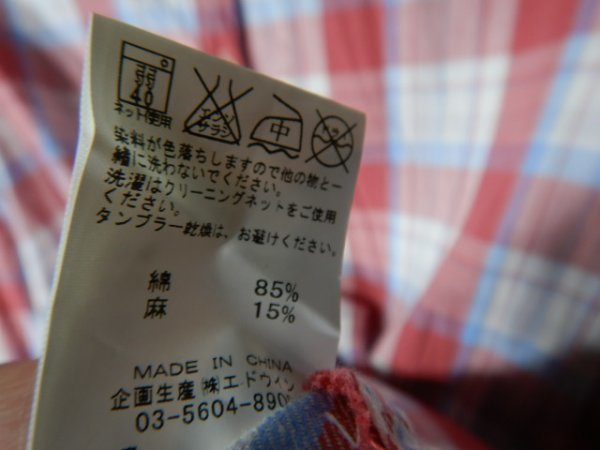 弱
40
ネット使用
エンソ
サラシ
中
染料が色落ちしますので他の物と一
緒に洗わないでください。
洗濯はクリーニングネットをご使用
ください。
タンブラー乾燥は、お避けください。
綿 85%
麻 15%
MADE IN CHINA
企画生産㈱エドウィン
03-5604-890